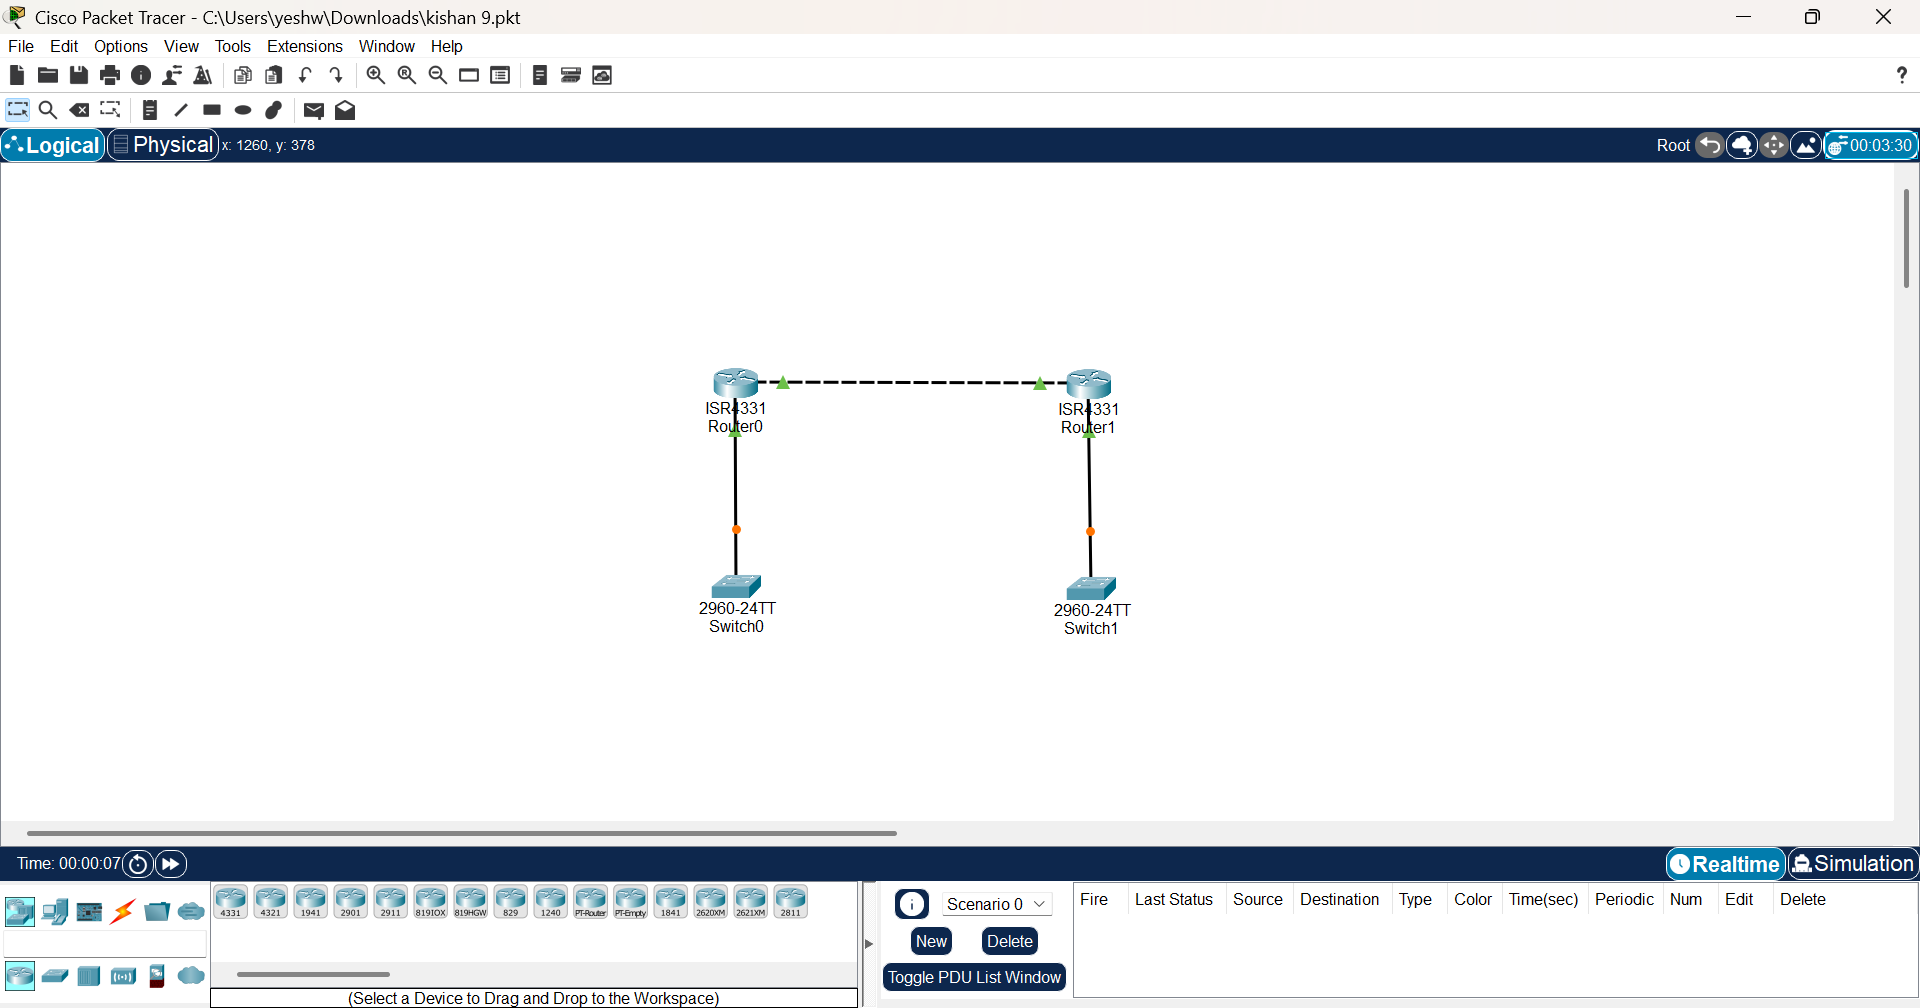 Cisco Packet Tracer - C:\Users\yeshw\Downloads\kishan 9.pkt
File Edit Options View Tools Extensions Window Help
Logical Physical x: 1260, y: 378 Root 00:03:30
ISR4331
Router0
ISR4331
Router1
2960-24TT
Switch0
2960-24TT
Switch1
Time: 00:00:07 Realtime Simulation
4331 4321 1941 2901 2911 819IOX 819HGW 829 1240 PT-Router PT-Empty 1841 2620XM 2621XM 2811
(Select a Device to Drag and Drop to the Workspace)
Scenario 0
New Delete
Toggle PDU List Window
Fire Last Status Source Destination Type Color Time(sec) Periodic Num Edit Delete